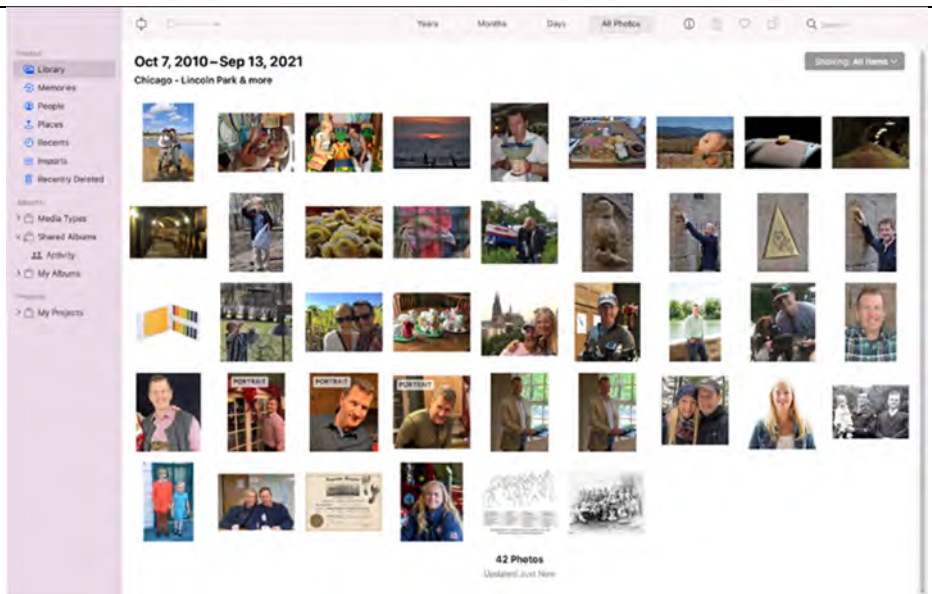 Years Months Days All Photos
Library
Memories
People
Places
Recents
Imports
Recently Deleted
Albums
Media Types
Shared Albums
Activity
My Albums
My Projects
Oct 7, 2010 – Sep 13, 2021
Chicago - Lincoln Park & more
Showing: All Items
PORTRAIT
PORTRAIT
PORTRAIT
42 Photos
Updated Just Now